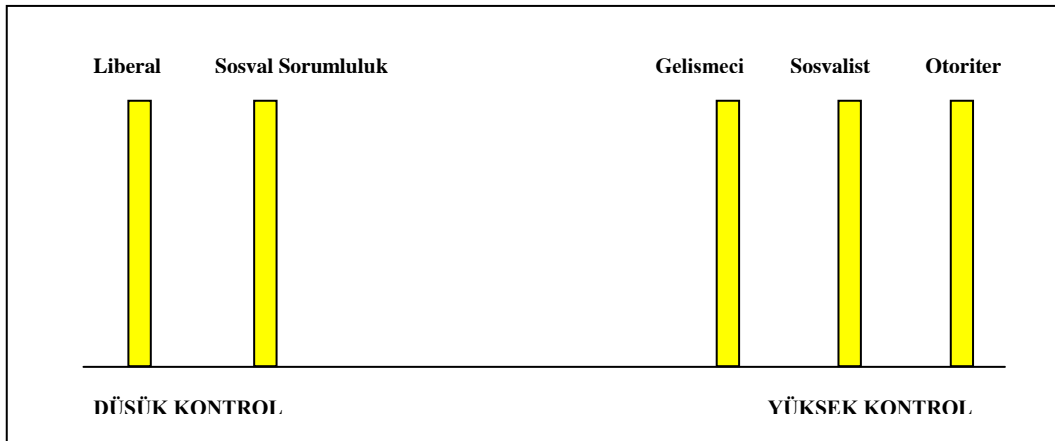 Liberal Sosval Sorumluluk Gelismeci Sosvalist Otoriter
DÜSÜK KONTROL YÜKSEK KONTROL